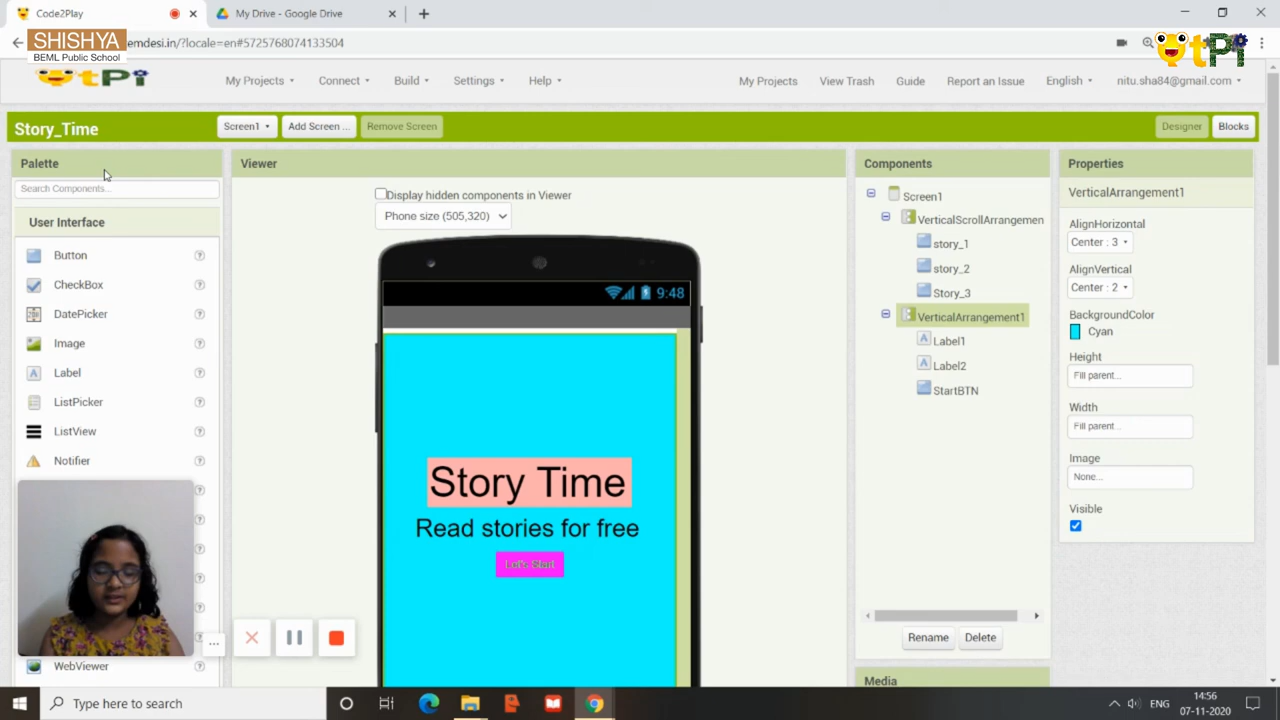 Code2Play
My Drive - Google Drive
SHISHYA
BEML Public School
emdesi.in/?locale=en#5725768074133504
OtPi
OtPi
My Projects
Connect
Build
Settings
Help
My Projects
View Trash
Guide
Report an Issue
English
nitu.sha84@gmail.com
Story_Time
Screen1
Add Screen ...
Remove Screen
Designer
Blocks
Palette
Viewer
Components
Properties
Search Components...
User Interface
Button
CheckBox
DatePicker
Image
Label
ListPicker
ListView
Notifier
WebViewer
Display hidden components in Viewer
Phone size (505,320)
9:48
Story Time
Read stories for free
Let's Start
Screen1
VerticalScrollArrangemen
story_1
story_2
Story_3
VerticalArrangement1
Label1
Label2
StartBTN
Rename
Delete
Media
VerticalArrangement1
AlignHorizontal
Center : 3
AlignVertical
Center : 2
BackgroundColor
Cyan
Height
Fill parent...
Width
Fill parent...
Image
None...
Visible
Type here to search
ENG
14:56
07-11-2020